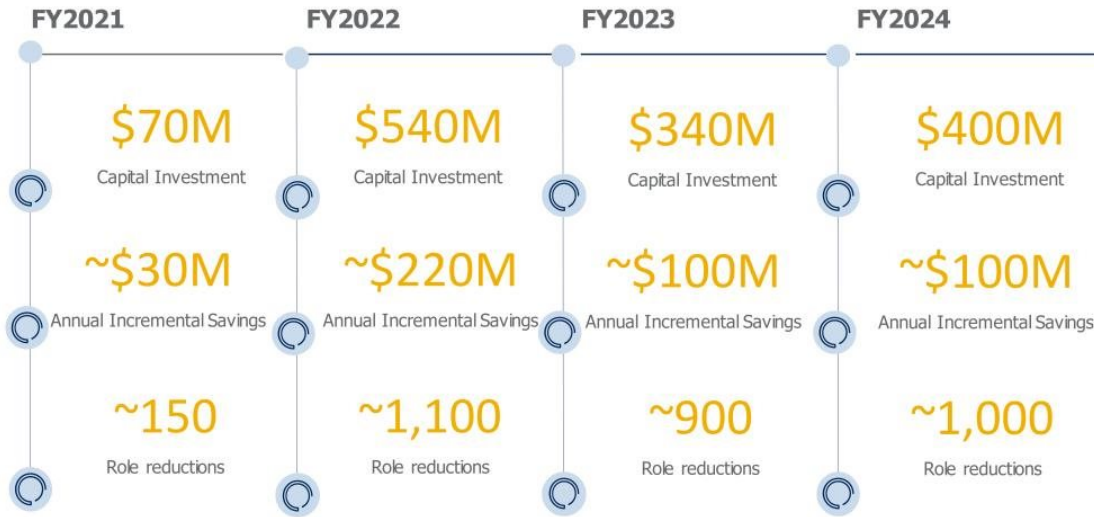 FY2021
FY2022
FY2023
FY2024
$70M
$540M
$340M
$400M
Capital Investment
Capital Investment
Capital Investment
Capital Investment
~$30M
~$220M
~$100M
~$100M
Annual Incremental Savings
Annual Incremental Savings
Annual Incremental Savings
Annual Incremental Savings
~150
~1,100
~900
~1,000
Role reductions
Role reductions
Role reductions
Role reductions